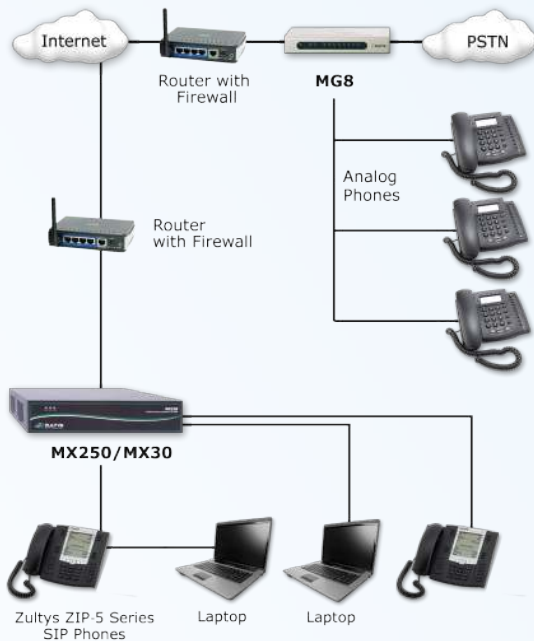 Internet
PSTN
Router with
Firewall
MG8
Analog
Phones
Router
with Firewall
MX250/MX30
Zultys ZIP-5 Series
SIP Phones
Laptop
Laptop